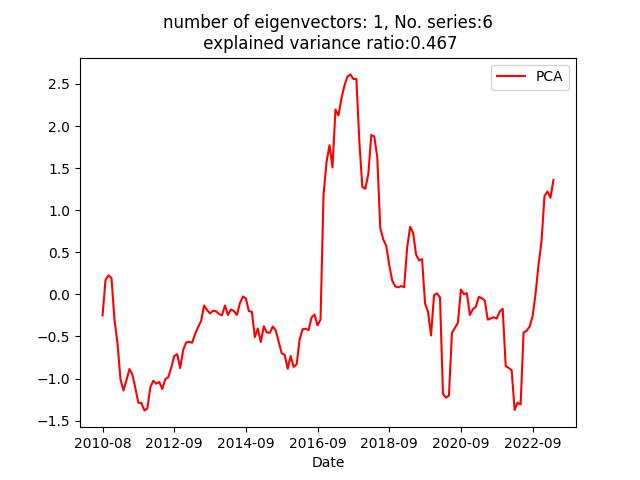 number of eigenvectors: 1, No. series:6
explained variance ratio:0.467
PCA
2.5
2.0
1.5
1.0
0.5
0.0
−0.5
−1.0
−1.5
2010-08 2012-09 2014-09 2016-09 2018-09 2020-09 2022-09
Date